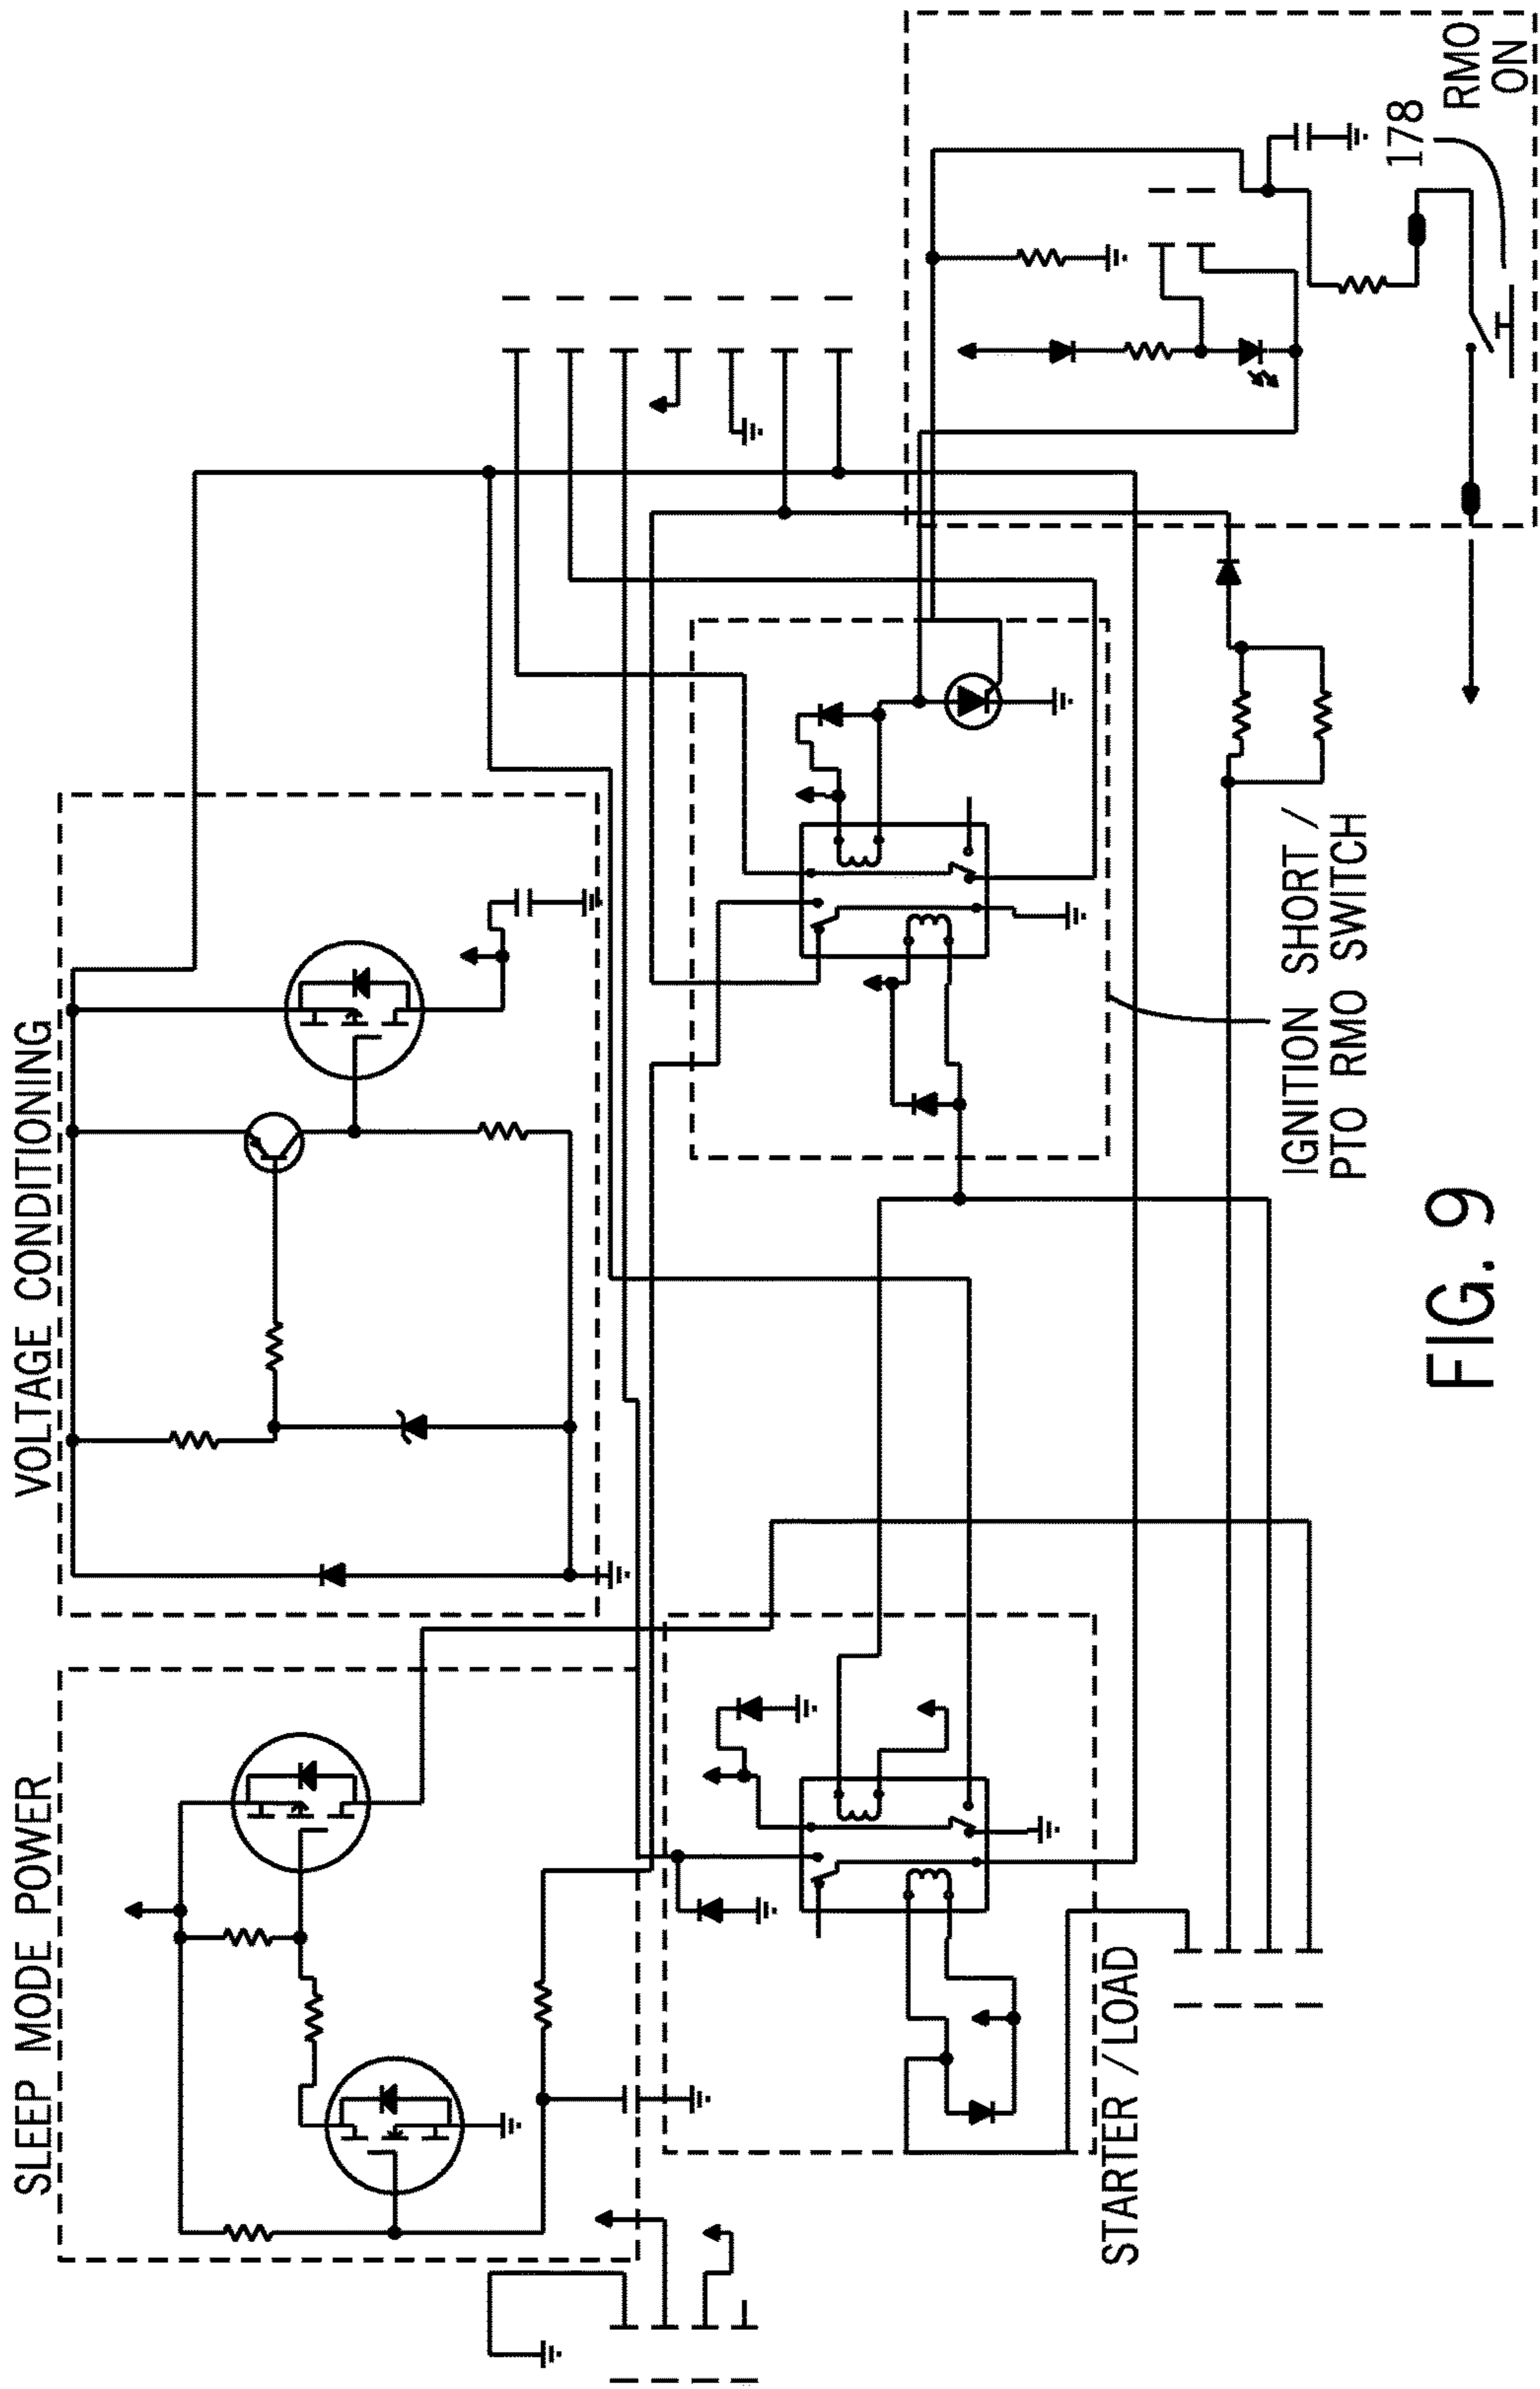 SLEEP MODE POWER
VOLTAGE CONDITIONING
STARTER / LOAD
IGNITION SHORT /
PTO RMO SWITCH
178
RMO
ON
FIG. 9